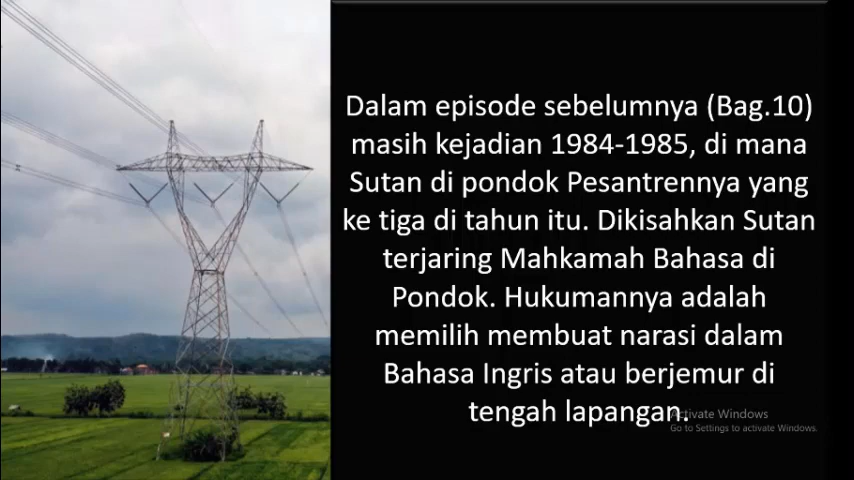 Dalam episode sebelumnya (Bag.10)
masih kejadian 1984-1985, di mana
Sutan di pondok Pesantrennya yang
ke tiga di tahun itu. Dikisahkan Sutan
terjaring Mahkamah Bahasa di
Pondok. Hukumannya adalah
memilih membuat narasi dalam
Bahasa Ingris atau berjemur di
tengah lapangan.
Activate Windows
Go to Settings to activate Windows.